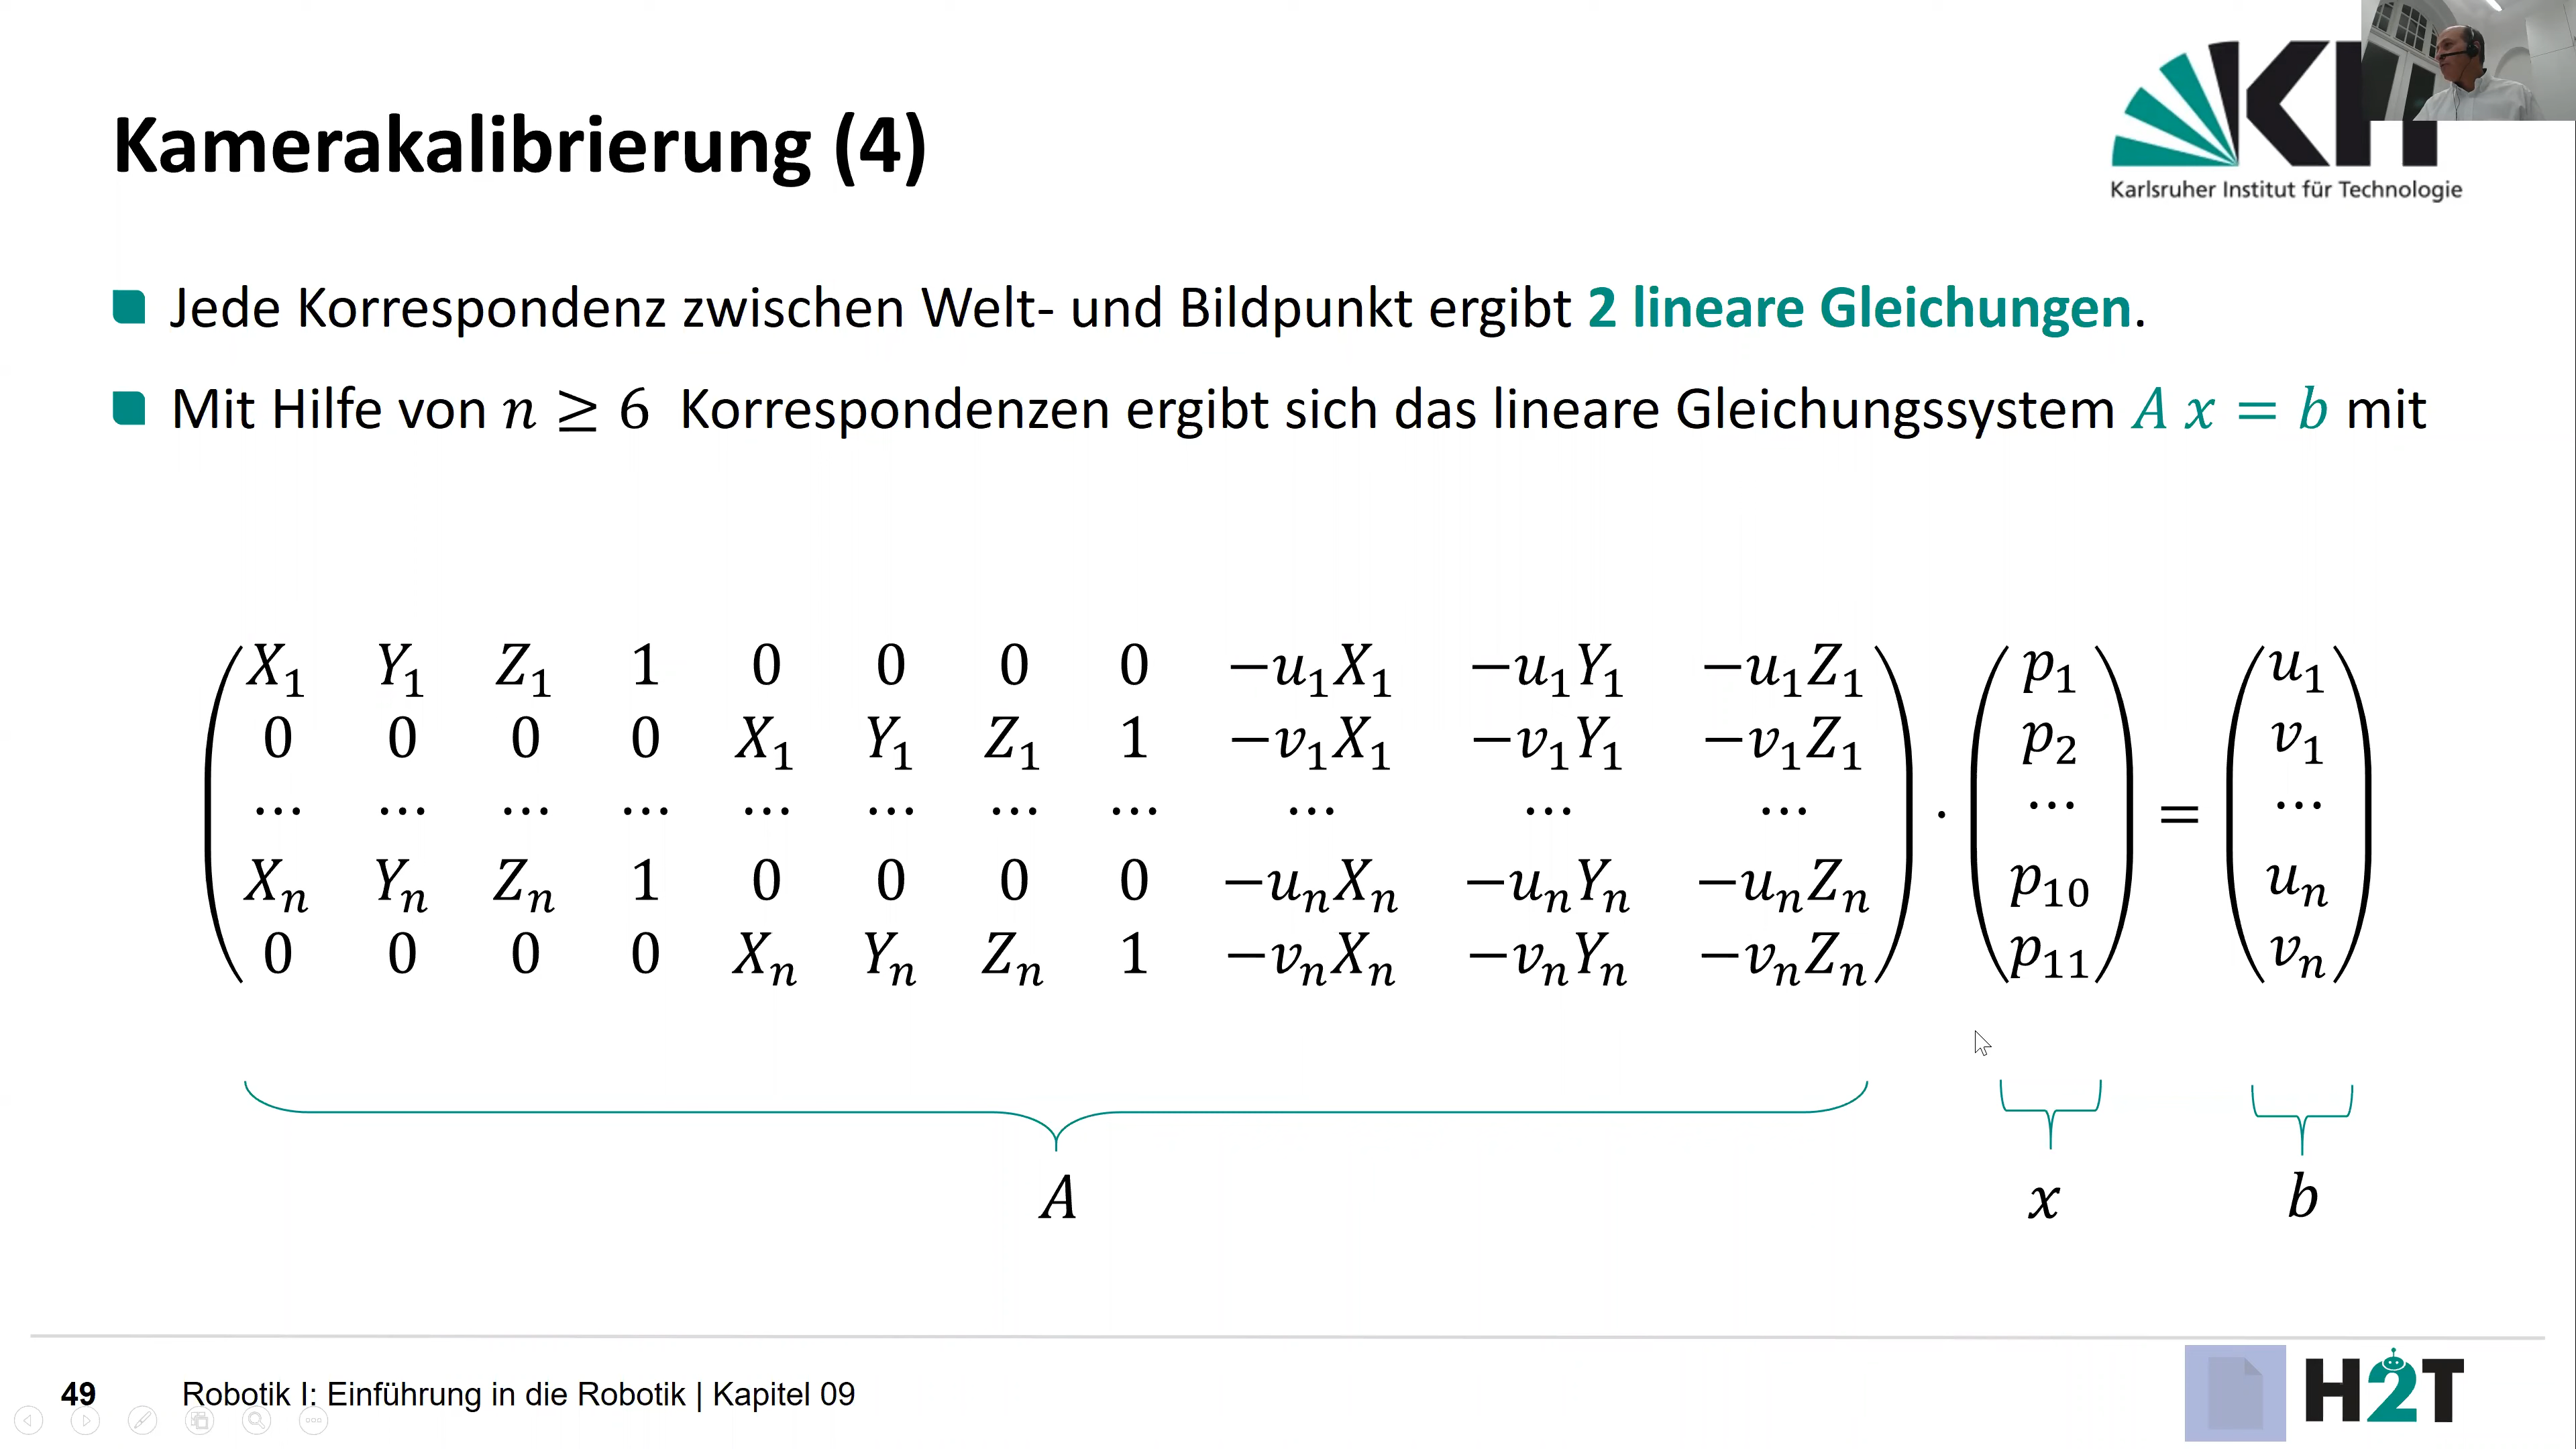 Kamerakalibrierung (4)
Karlsruher Institut für Technologie
Jede Korrespondenz zwischen Welt- und Bildpunkt ergibt 2 lineare Gleichungen.
Mit Hilfe von n ≥ 6 Korrespondenzen ergibt sich das lineare Gleichungssystem A x = b mit
X₁ Y₁ Z₁ 1 0 0 0 0 −u₁X₁ −u₁Y₁ −u₁Z₁ p₁ u₁
0 0 0 0 X₁ Y₁ Z₁ 1 −v₁X₁ −v₁Y₁ −v₁Z₁ p₂ v₁
⋯ ⋯ ⋯ ⋯ ⋯ ⋯ ⋯ ⋯ ⋯ ⋯ ⋯ · ⋯ = ⋯
Xₙ Yₙ Zₙ 1 0 0 0 0 −uₙXₙ −uₙYₙ −uₙZₙ p₁₀ uₙ
0 0 0 0 Xₙ Yₙ Zₙ 1 −vₙXₙ −vₙYₙ −vₙZₙ p₁₁ vₙ
A x b
49 Robotik I: Einführung in die Robotik | Kapitel 09
H2T